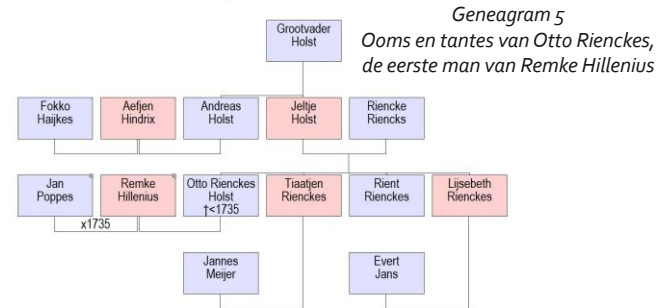 Geneagram 5
Ooms en tantes van Otto Rienckes,
de eerste man van Remke Hillenius
Grootvader
Holst
Fokko
Haijkes
Aefjen
Hindrix
Andreas
Holst
Jeltje
Holst
Riencke
Riencks
Jan
Poppes
Remke
Hillenius
Otto Rienckes
Holst
†<1735
Tiaatjen
Rienckes
Rient
Rienckes
Lijsebeth
Rienckes
x1735
Jannes
Meijer
Evert
Jans